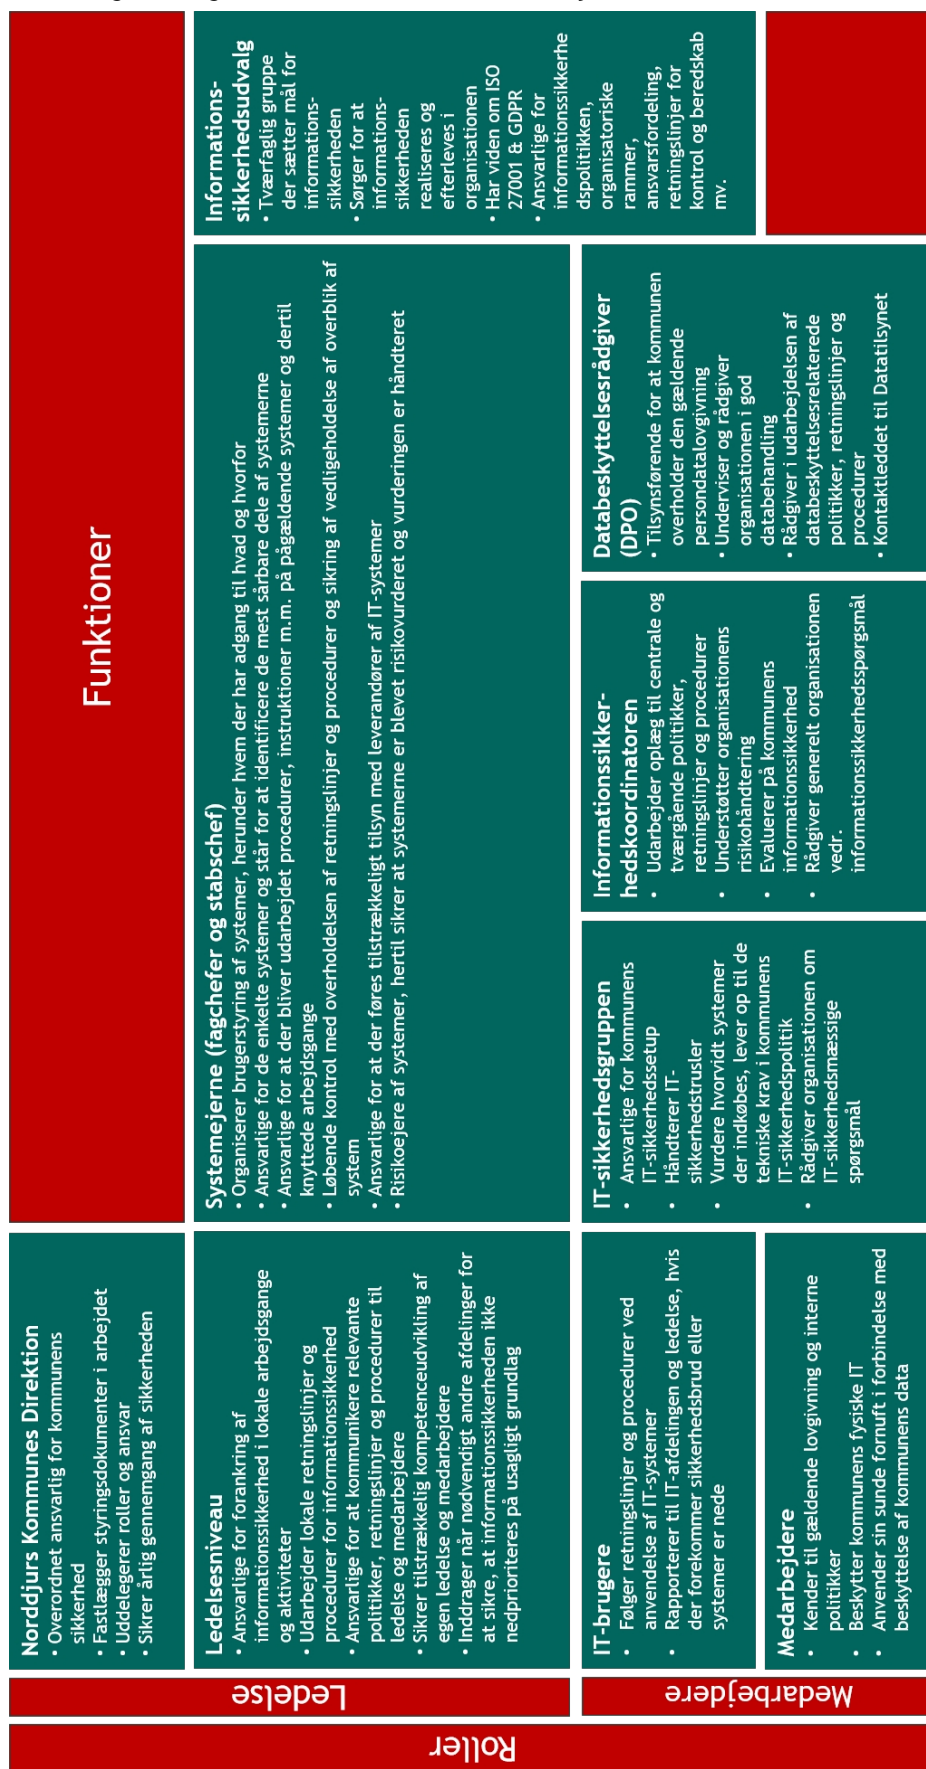 Roller
Ledelse
Medarbejdere
Funktioner
Norddjurs Kommunes Direktion
• Overordnet ansvarlig for kommunens
sikkerhed
• Fastlægger styringsdokumenter i arbejdet
• Uddelegerer roller og ansvar
• Sikrer årlig gennemgang af sikkerheden
Ledelsesniveau
• Ansvarlige for forankring af
informationssikkerhed i lokale arbejdsgange
og aktiviteter
• Udarbejder lokale retningslinjer og
procedurer for informationssikkerhed
• Ansvarlige for at kommunikere relevante
politikker, retningslinjer og procedurer til
ledelse og medarbejdere
• Sikrer tilstrækkelig kompetenceudvikling af
egen ledelse og medarbejdere
• Inddrager når nødvendigt andre afdelinger for
at sikre, at informationssikkerheden ikke
nedprioriteres på usagligt grundlag
Systemejerne (fagchefer og stabschef)
• Organiserer brugerstyring af systemer, herunder hvem der har adgang til hvad og hvorfor
• Ansvarlige for de enkelte systemer og står for at identificere de mest sårbare dele af systemerne
• Ansvarlige for at der bliver udarbejdet procedurer, instruktioner m.m. på pågældende systemer og dertil
knyttede arbejdsgange
• Løbende kontrol med overholdelsen af retningslinjer og procedurer og sikring af vedligeholdelse af overblik af
system
• Ansvarlige for at der føres tilstrækkeligt tilsyn med leverandører af IT-systemer
• Risikoejere af systemer, hertil sikrer at systemerne er blevet risikovurderet og vurderingen er håndteret
Informations-
sikkerhedsudvalg
• Tværfaglig gruppe
der sætter mål for
informations-
sikkerheden
• Sørger for at
informations-
sikkerheden
realiseres og
efterleves i
organisationen
• Har viden om ISO
27001 & GDPR
• Ansvarlige for
informationssikkerhe
dspolitikken,
organisatoriske
rammer,
ansvarsfordeling,
retningslinjer for
kontrol og beredskab
mv.
IT-brugere
• Følger retningslinjer og procedurer ved
anvendelse af IT-systemer
• Rapporterer til IT-afdelingen og ledelse, hvis
der forekommer sikkerhedsbrud eller
systemer er nede
Medarbejdere
• Kender til gældende lovgivning og interne
politikker
• Beskytter kommunens fysiske IT
• Anvender sin sunde fornuft i forbindelse med
beskyttelse af kommunens data
IT-sikkerhedsgruppen
• Ansvarlige for kommunens
IT-sikkerhedssetup
• Håndterer IT-
sikkerhedstrusler
• Vurdere hvorvidt systemer
der indkøbes, lever op til de
tekniske krav i kommunens
IT-sikkerhedspolitik
• Rådgiver organisationen om
IT-sikkerhedsmæssige
spørgsmål
Informationssikker-
hedskoordinatoren
• Udarbejder oplæg til centrale og
tværgående politikker,
retningslinjer og procedurer
• Understøtter organisationens
risikohåndtering
• Evaluerer på kommunens
informationssikkerhed
• Rådgiver generelt organisationen
vedr.
informationssikkerhedsspørgsmål
Databeskyttelsesrådgiver
(DPO)
• Tilsynsførende for at kommunen
overholder den gældende
persondatalovgivning
• Underviser og rådgiver
organisationen i god
databehandling
• Rådgiver i udarbejdelsen af
databeskyttelsesrelaterede
politikker, retningslinjer og
procedurer
• Kontaktleddet til Datatilsynet